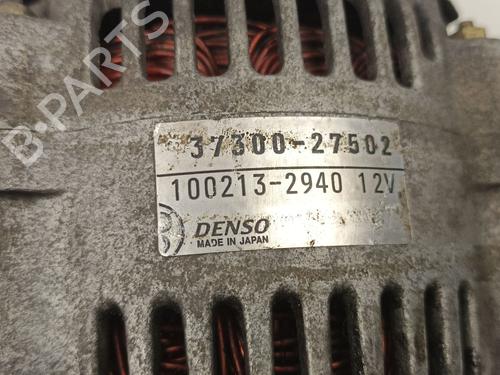 B-PARTS
37300-27502
100213-2940 12V
DENSO
MADE IN JAPAN